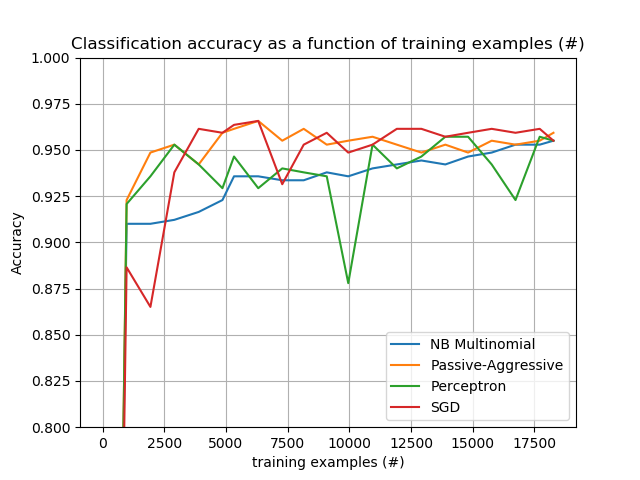 Classification accuracy as a function of training examples (#)
1.000
0.975
0.950
0.925
0.900
0.875
0.850
0.825
0.800
Accuracy
NB Multinomial
Passive-Aggressive
Perceptron
SGD
0 2500 5000 7500 10000 12500 15000 17500
training examples (#)